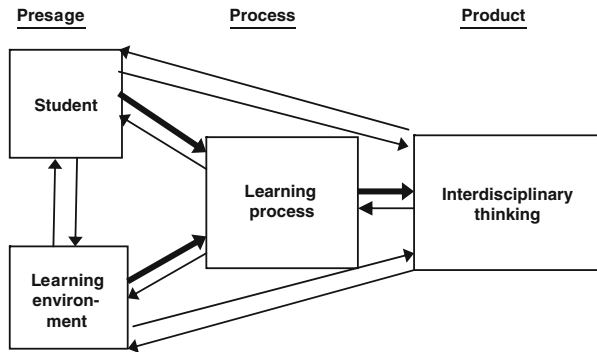 Presage Process Product
Student
Learning
process
Interdisciplinary
thinking
Learning
environ-
ment